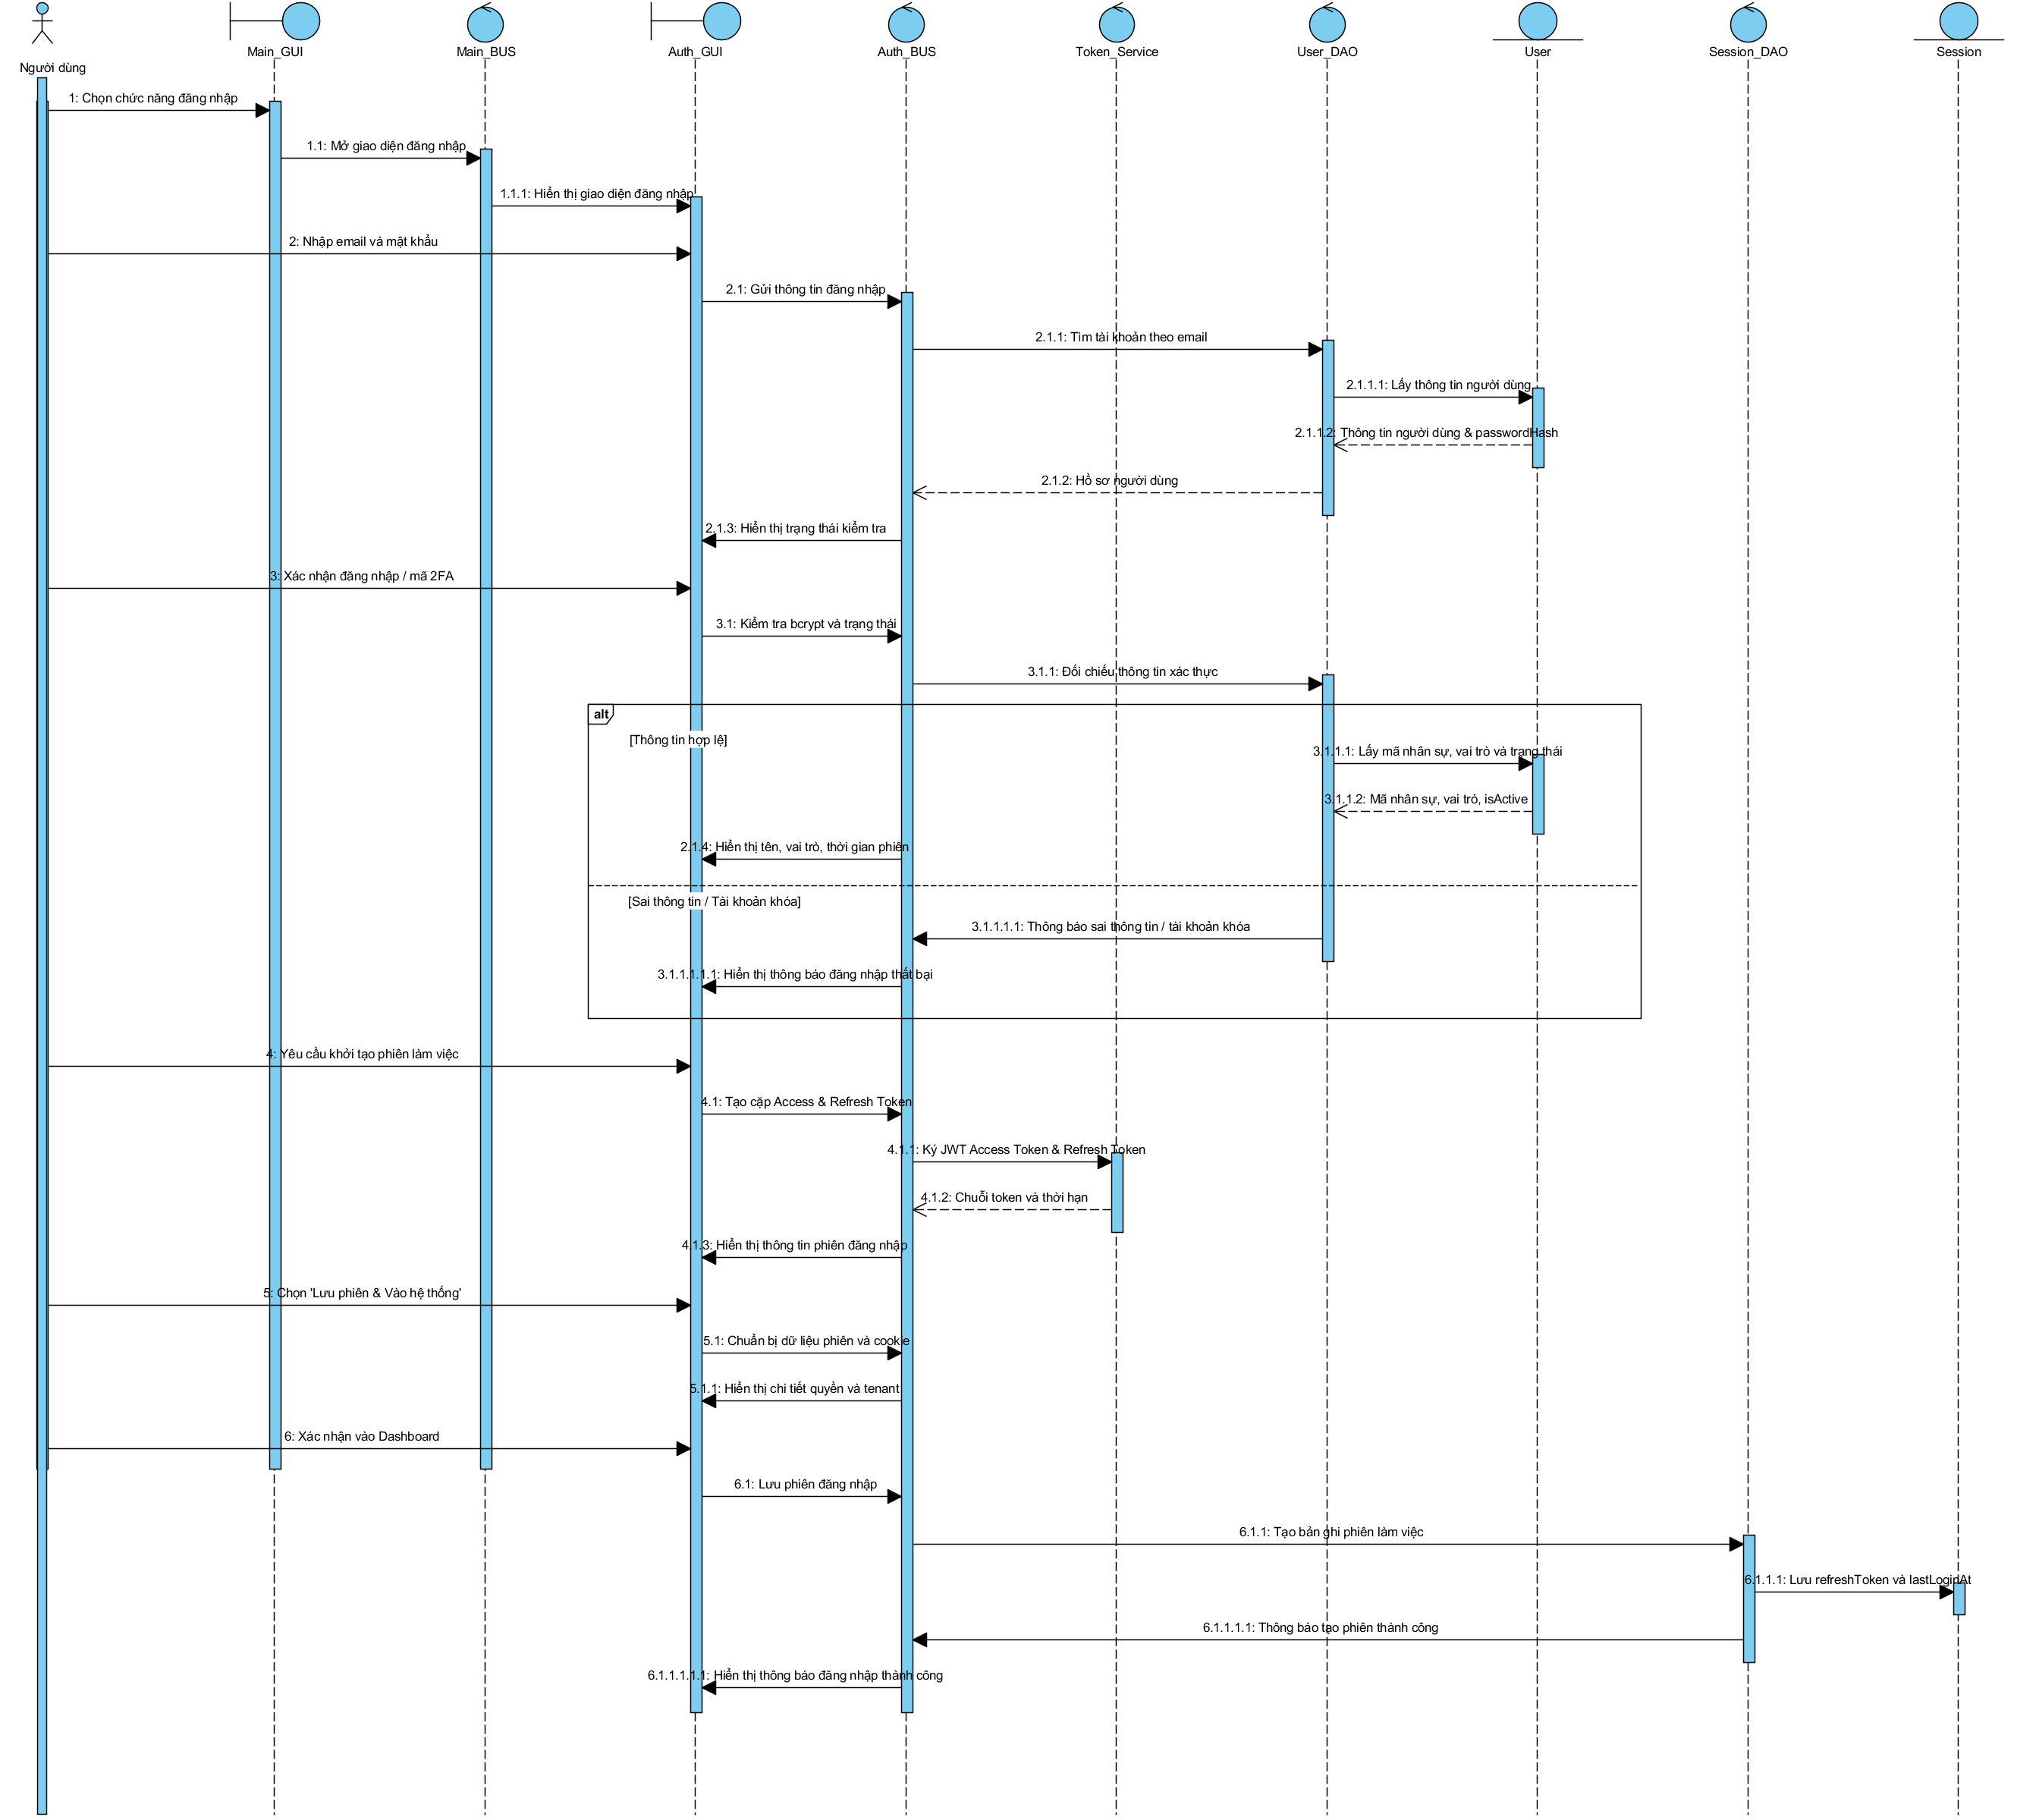 Người dùng
Main_GUI
Main_BUS
Auth_GUI
Auth_BUS
Token_Service
User_DAO
User
Session_DAO
Session
1: Chọn chức năng đăng nhập
1.1: Mở giao diện đăng nhập
1.1.1: Hiển thị giao diện đăng nhập
2: Nhập email và mật khẩu
2.1: Gửi thông tin đăng nhập
2.1.1: Tìm tài khoản theo email
2.1.1.1: Lấy thông tin người dùng
2.1.1.2: Thông tin người dùng & passwordHash
2.1.2: Hồ sơ người dùng
2.1.3: Hiển thị trạng thái kiểm tra
3: Xác nhận đăng nhập / mã 2FA
3.1: Kiểm tra bcrypt và trạng thái
3.1.1: Đối chiếu thông tin xác thực
alt
[Thông tin hợp lệ]
3.1.1.1: Lấy mã nhân sự, vai trò và trạng thái
3.1.1.2: Mã nhân sự, vai trò, isActive
2.1.4: Hiển thị tên, vai trò, thời gian phiên
[Sai thông tin / Tài khoản khóa]
3.1.1.1.1: Thông báo sai thông tin / tài khoản khóa
3.1.1.1.1.1: Hiển thị thông báo đăng nhập thất bại
4: Yêu cầu khởi tạo phiên làm việc
4.1: Tạo cặp Access & Refresh Token
4.1.1: Ký JWT Access Token & Refresh Token
4.1.2: Chuỗi token và thời hạn
4.1.3: Hiển thị thông tin phiên đăng nhập
5: Chọn 'Lưu phiên & Vào hệ thống'
5.1: Chuẩn bị dữ liệu phiên và cookie
5.1.1: Hiển thị chi tiết quyền và tenant
6: Xác nhận vào Dashboard
6.1: Lưu phiên đăng nhập
6.1.1: Tạo bản ghi phiên làm việc
6.1.1.1: Lưu refreshToken và lastLoginAt
6.1.1.1.1: Thông báo tạo phiên thành công
6.1.1.1.1.1: Hiển thị thông báo đăng nhập thành công